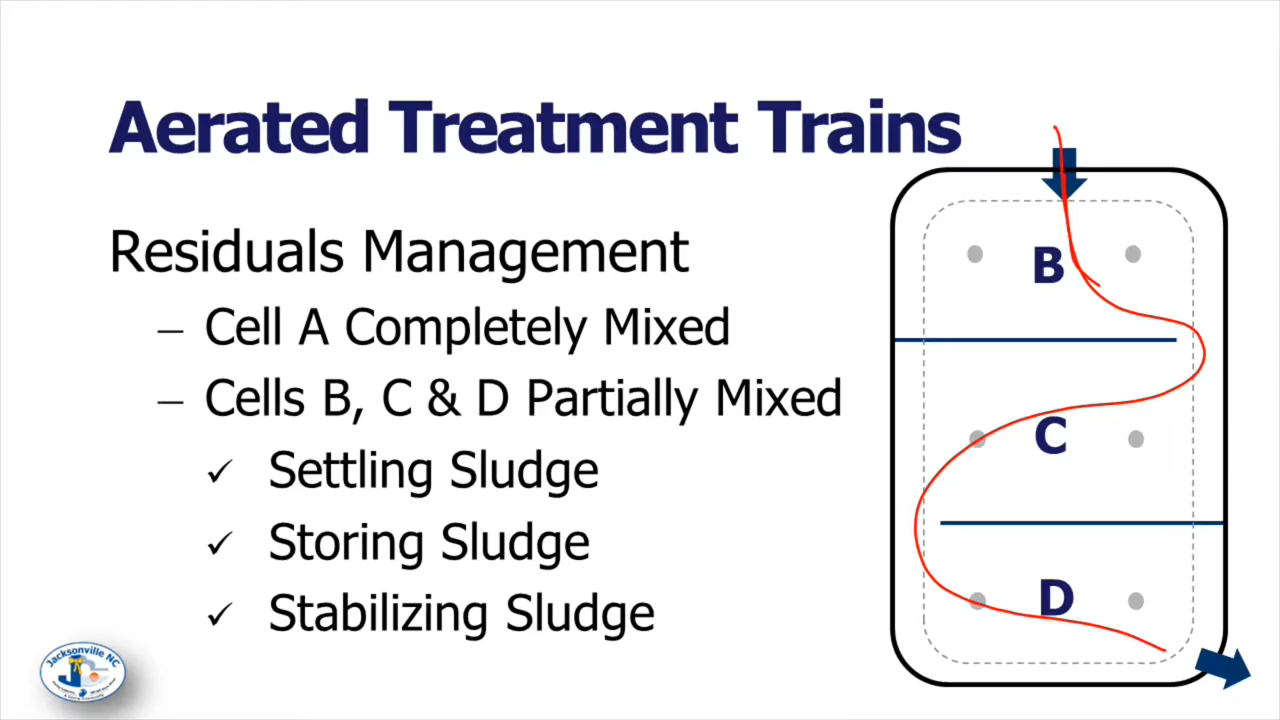 Aerated Treatment Trains
Residuals Management
– Cell A Completely Mixed
– Cells B, C & D Partially Mixed
✓ Settling Sludge
✓ Storing Sludge
✓ Stabilizing Sludge
B
C
D
Jacksonville NC